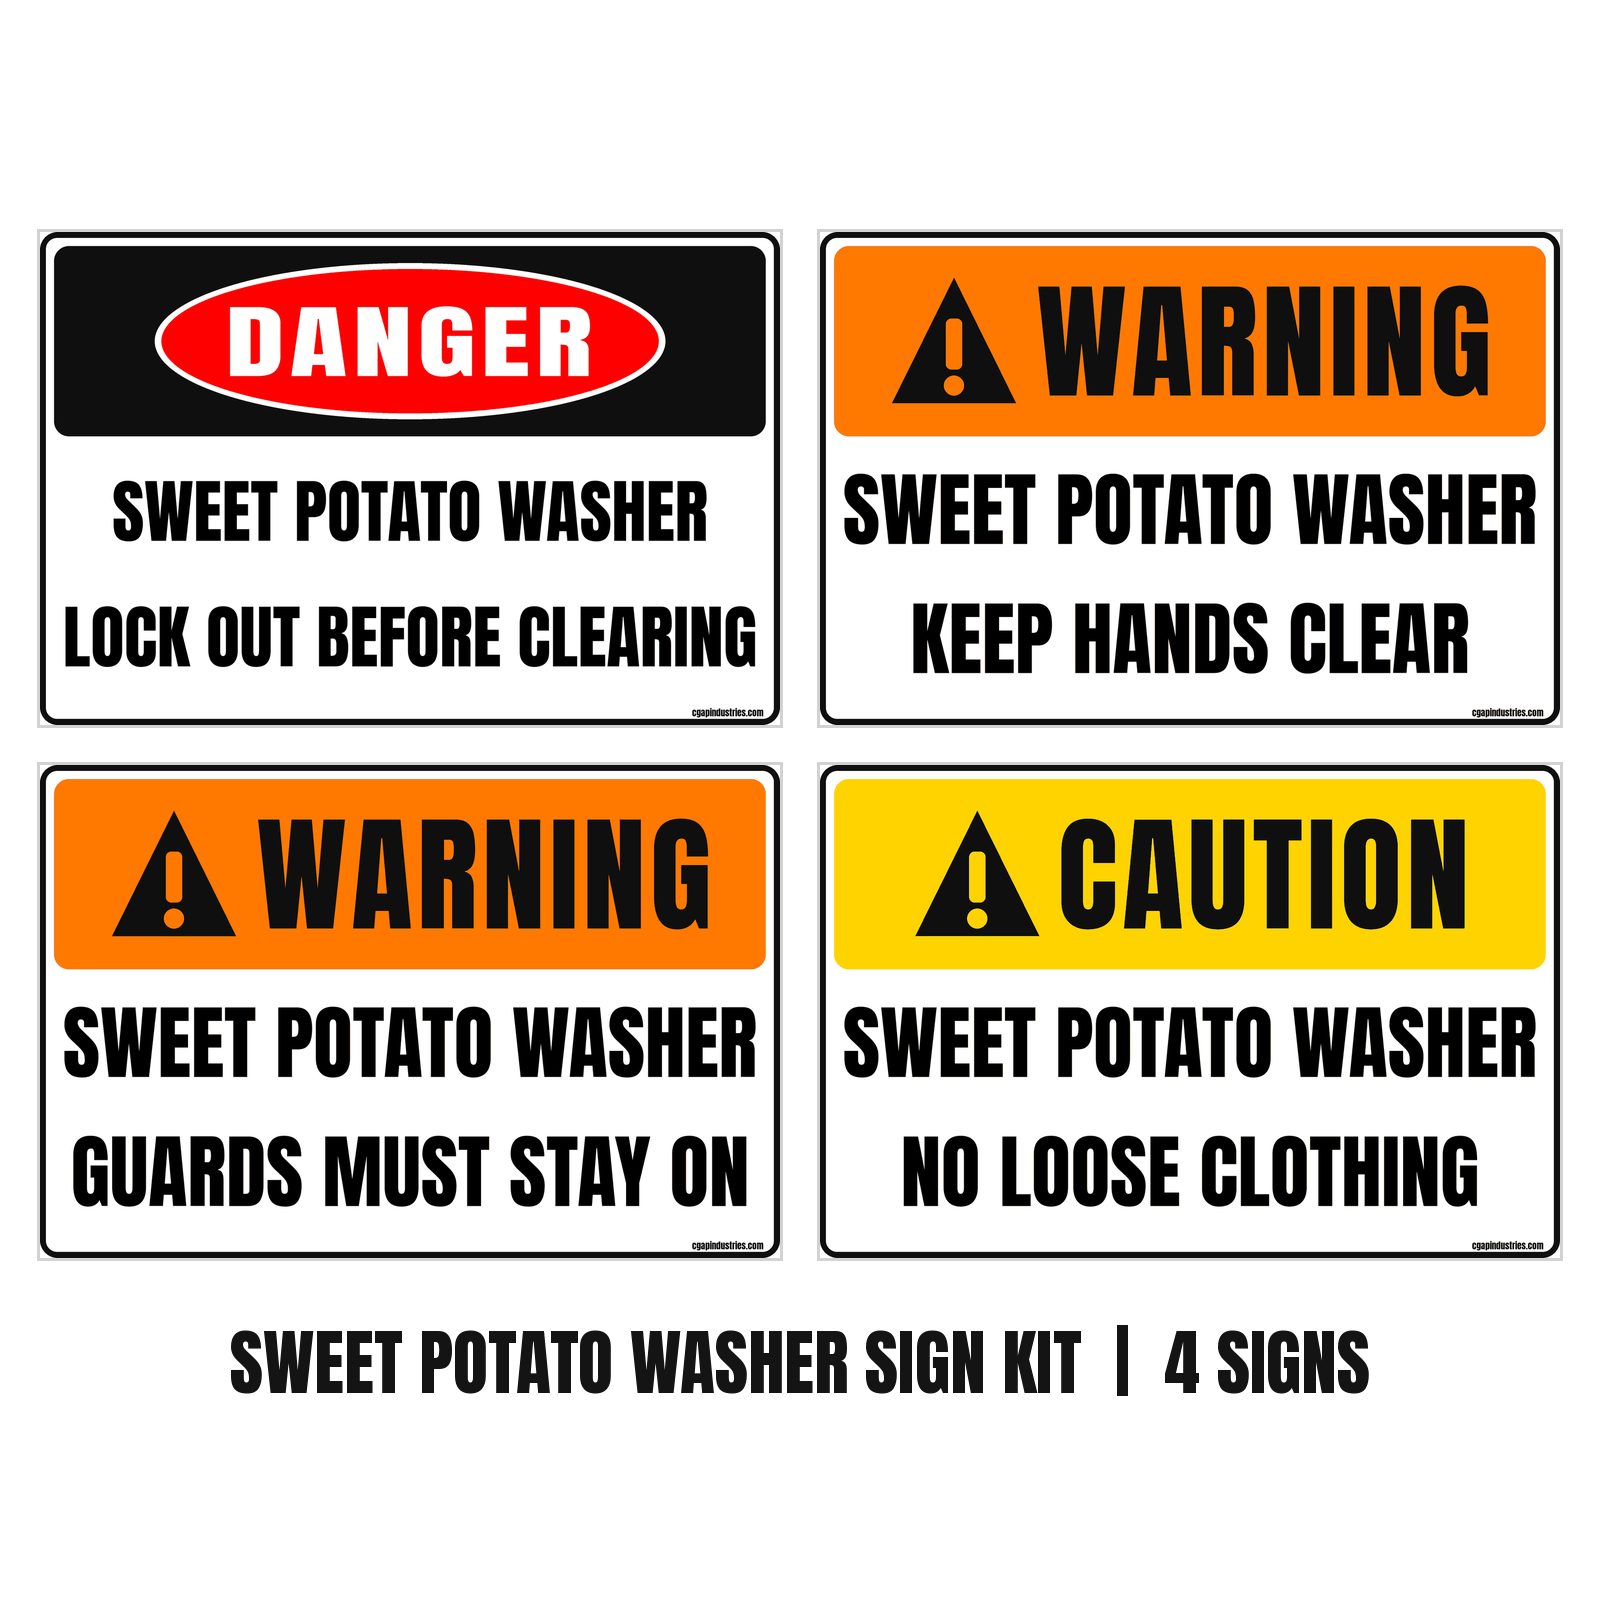 DANGER
SWEET POTATO WASHER
LOCK OUT BEFORE CLEARING
cgapindustries.com
WARNING
SWEET POTATO WASHER
KEEP HANDS CLEAR
cgapindustries.com
WARNING
SWEET POTATO WASHER
GUARDS MUST STAY ON
cgapindustries.com
CAUTION
SWEET POTATO WASHER
NO LOOSE CLOTHING
cgapindustries.com
SWEET POTATO WASHER SIGN KIT | 4 SIGNS